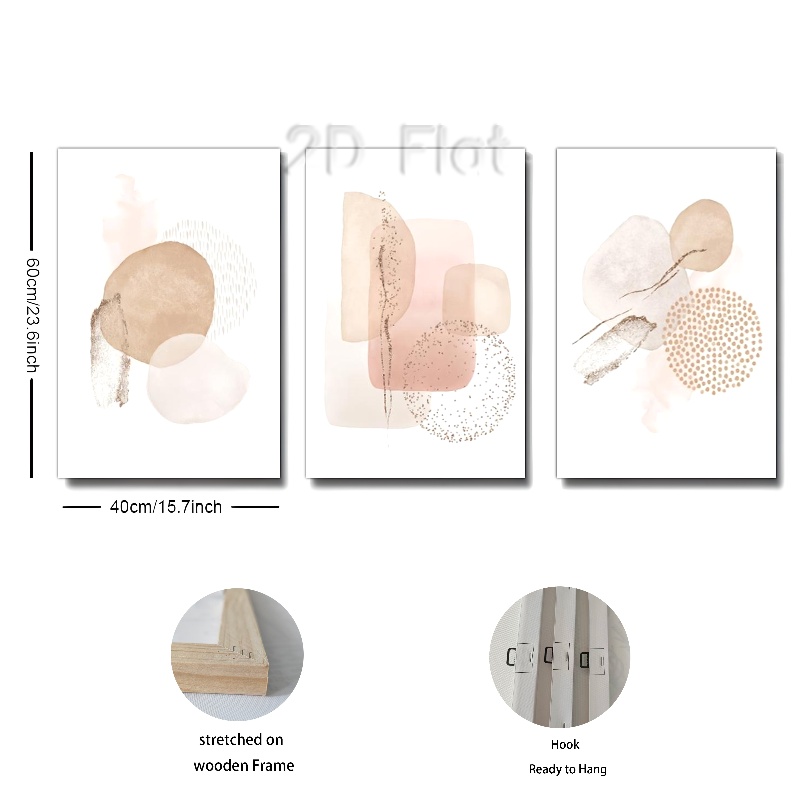 2D Flat
60cm/23.6inch
40cm/15.7inch
stretched on
wooden Frame
Hook
Ready to Hang